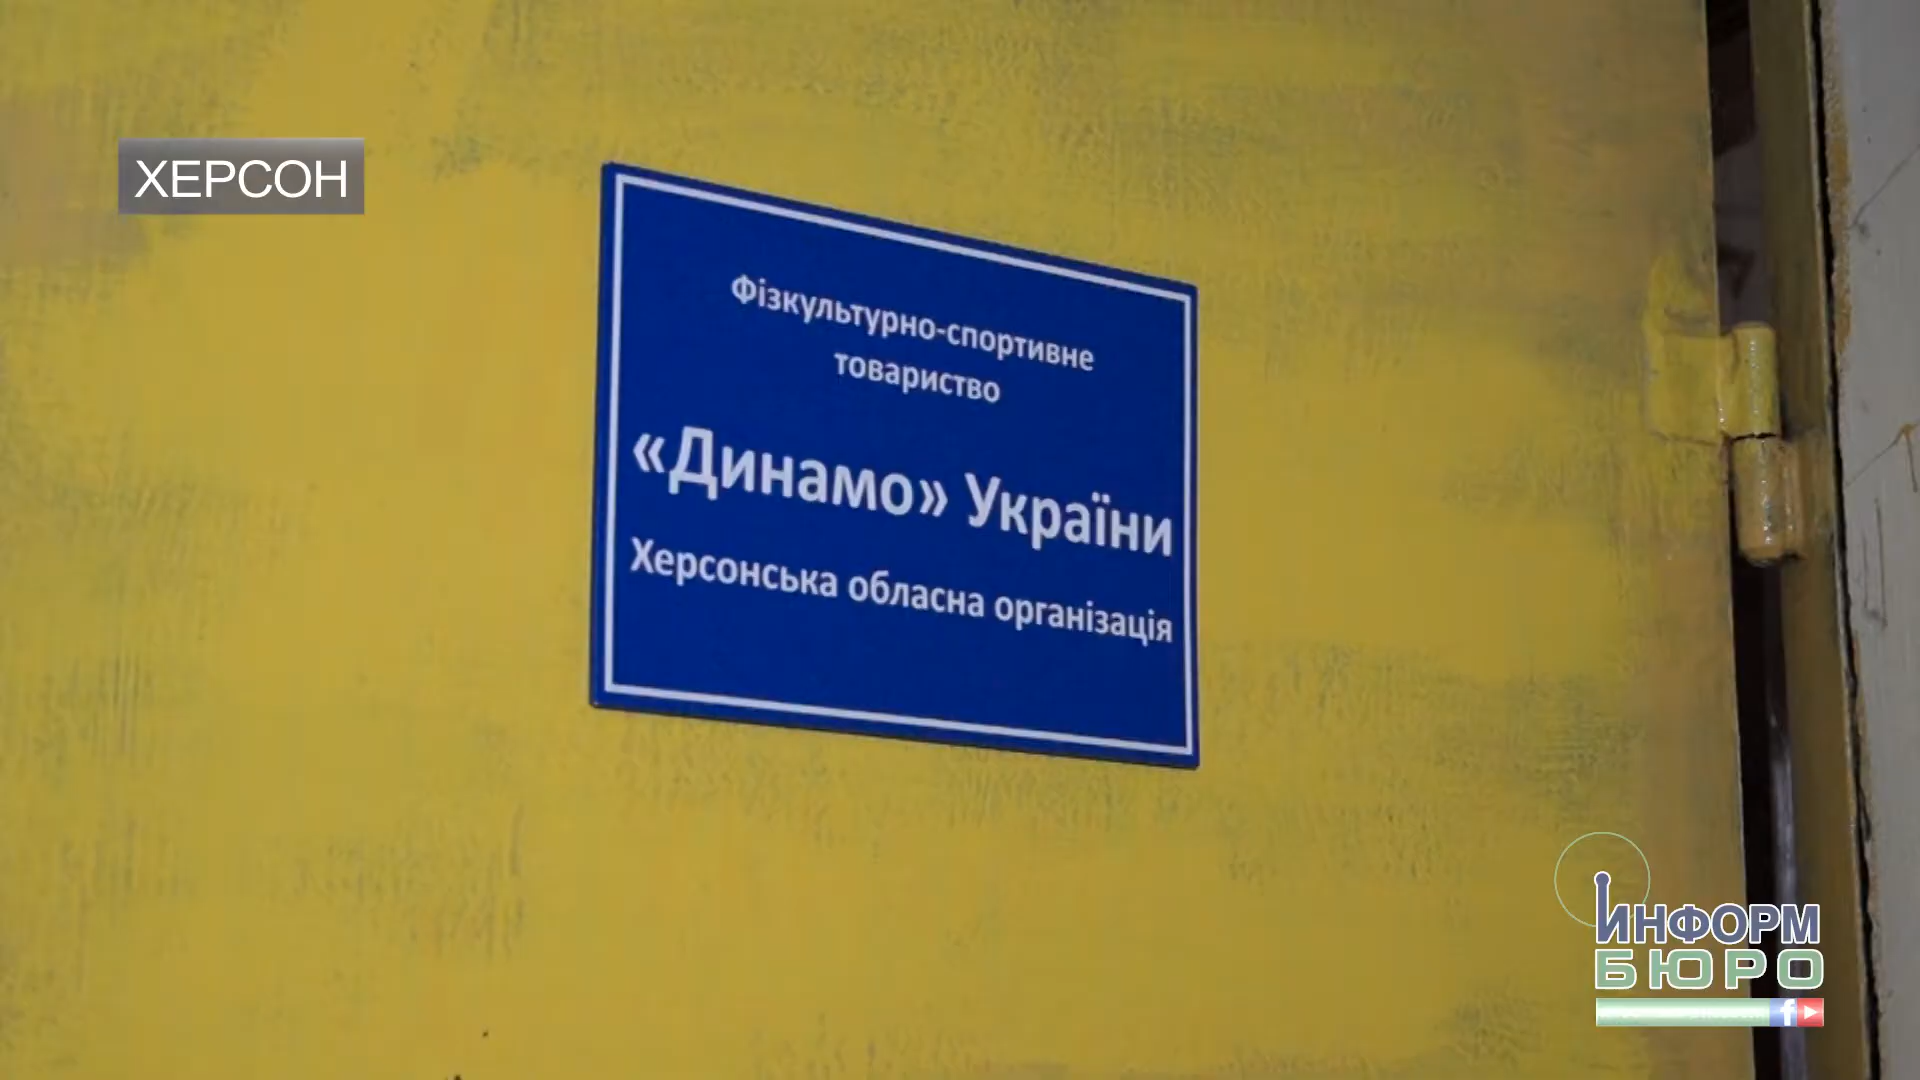 ХЕРСОН
Фізкультурно-спортивне
товариство
«Динамо» України
Херсонська обласна організація
ИНФОРМ
БЮРО